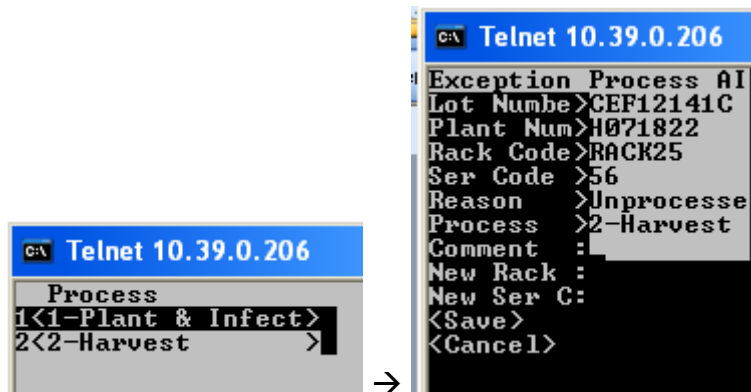 Telnet 10.39.0.206
Process
1<1-Plant & Infect>
2<2-Harvest >
→
Telnet 10.39.0.206
Exception Process AI
Lot Numbe>CEF12141C
Plant Num>H071822
Rack Code>RACK25
Ser Code >56
Reason >Unprocesse
Process >2-Harvest
Comment :
New Rack :
New Ser C:
<Save>
<Cancel>